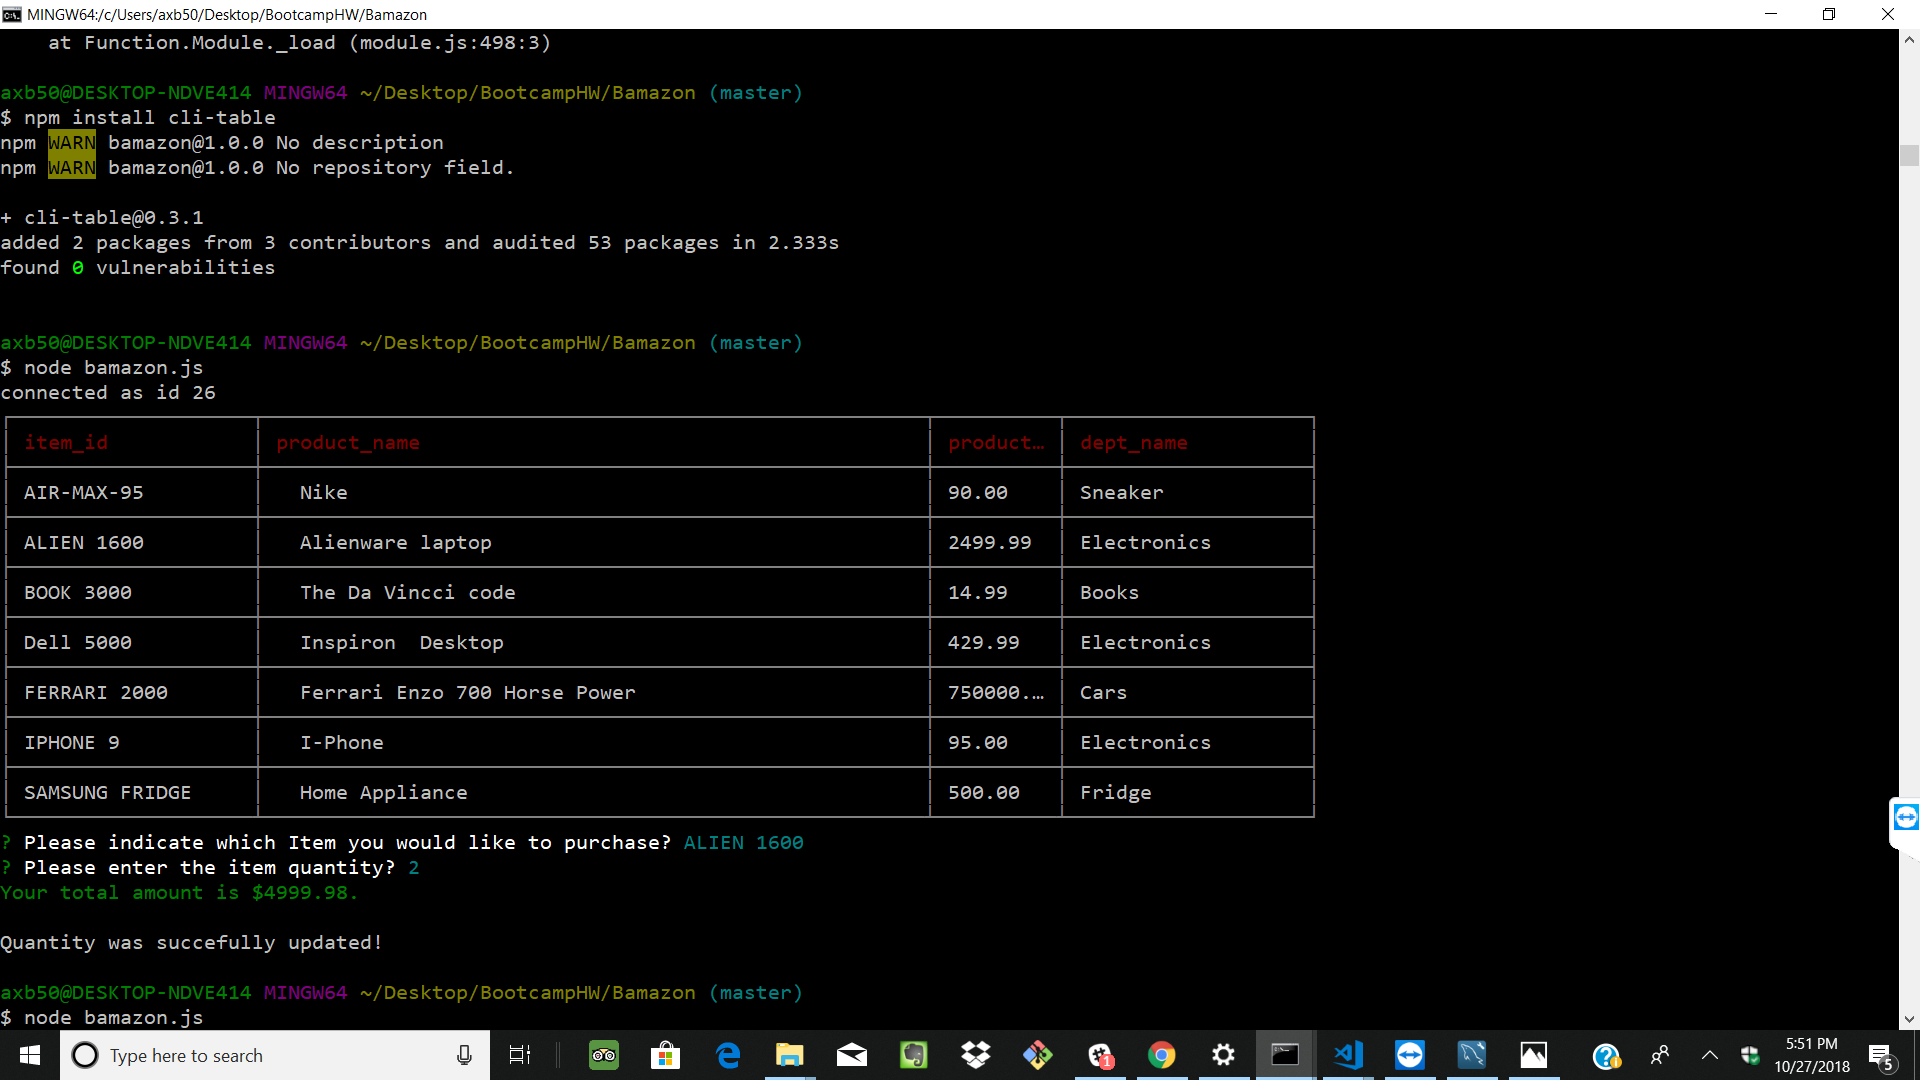 MINGW64:/c/Users/axb50/Desktop/BootcampHW/Bamazon
at Function.Module._load (module.js:498:3)
axb50@DESKTOP-NDVE414 MINGW64 ~/Desktop/BootcampHW/Bamazon (master)
$ npm install cli-table
npm WARN bamazon@1.0.0 No description
npm WARN bamazon@1.0.0 No repository field.
+ cli-table@0.3.1
added 2 packages from 3 contributors and audited 53 packages in 2.333s
found 0 vulnerabilities
axb50@DESKTOP-NDVE414 MINGW64 ~/Desktop/BootcampHW/Bamazon (master)
$ node bamazon.js
connected as id 26
item_id product_name product… dept_name
AIR-MAX-95 Nike 90.00 Sneaker
ALIEN 1600 Alienware laptop 2499.99 Electronics
BOOK 3000 The Da Vincci code 14.99 Books
Dell 5000 Inspiron  Desktop 429.99 Electronics
FERRARI 2000 Ferrari Enzo 700 Horse Power 750000.… Cars
IPHONE 9 I-Phone 95.00 Electronics
SAMSUNG FRIDGE Home Appliance 500.00 Fridge
? Please indicate which Item you would like to purchase? ALIEN 1600
? Please enter the item quantity? 2
Your total amount is $4999.98.
Quantity was succefully updated!
axb50@DESKTOP-NDVE414 MINGW64 ~/Desktop/BootcampHW/Bamazon (master)
$ node bamazon.js
Type here to search
1
5:51 PM
10/27/2018
5